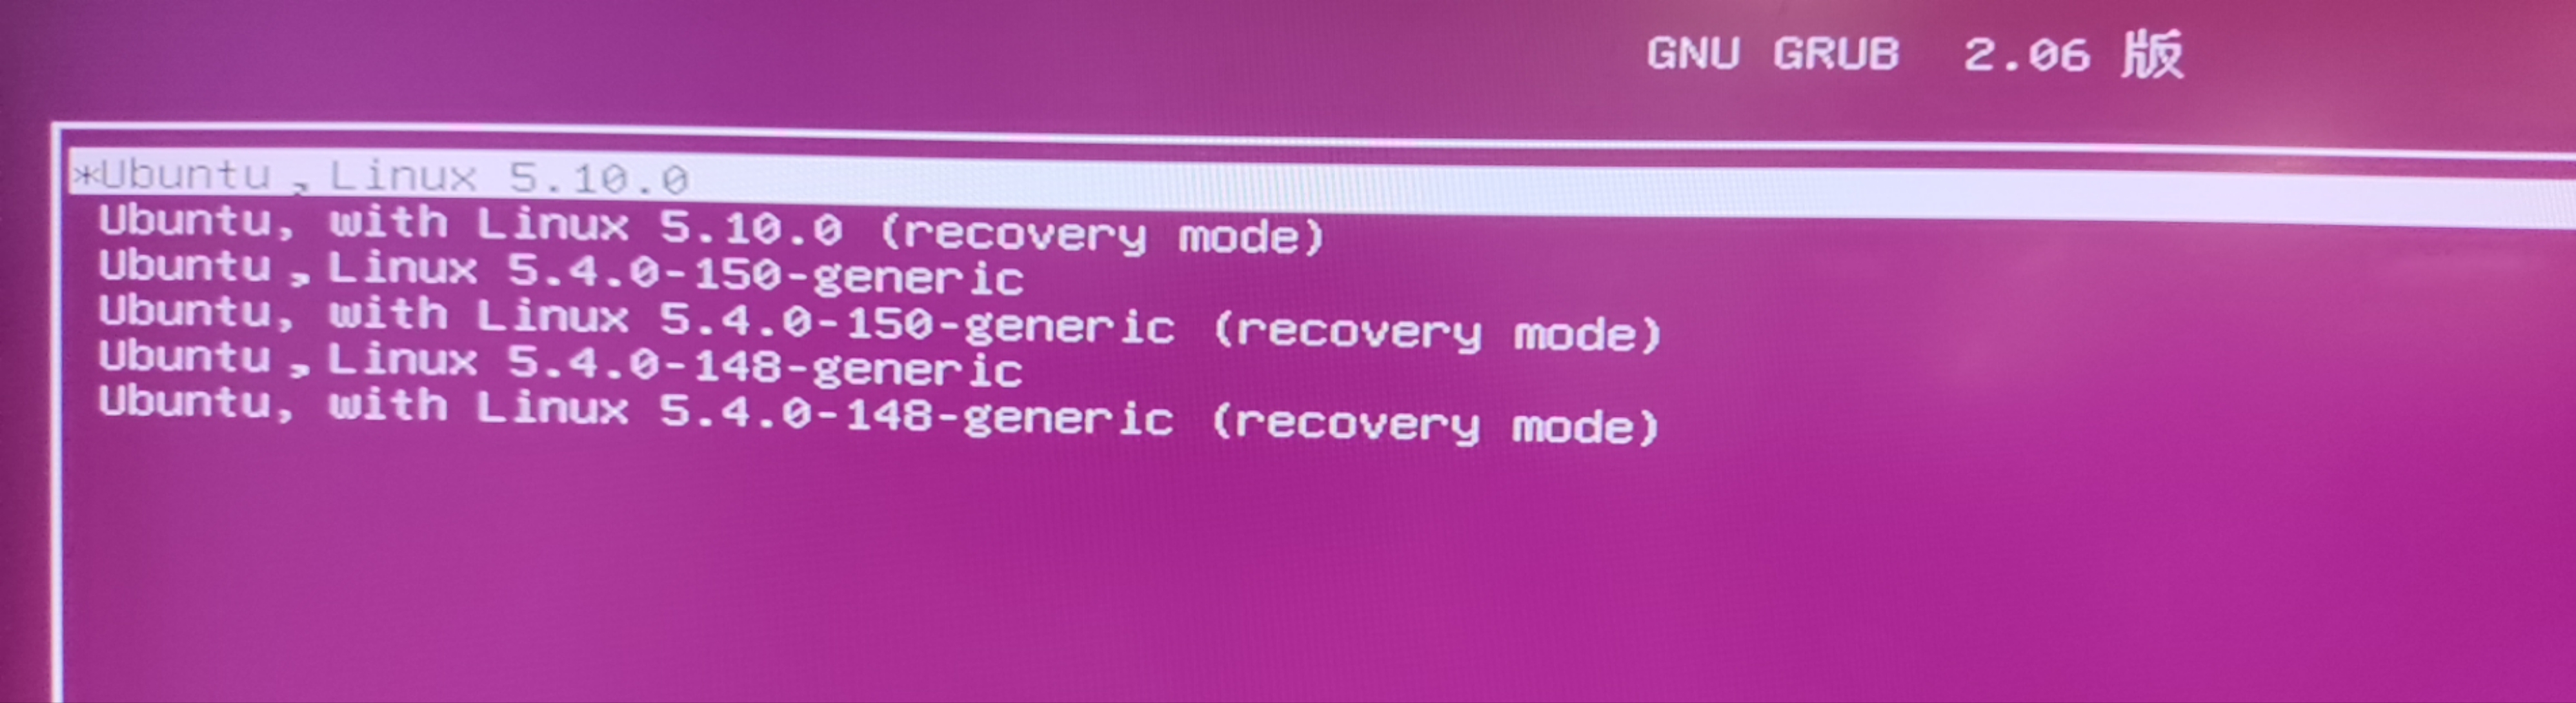 GNU GRUB  2.06 版
*Ubuntu，Linux 5.10.0
Ubuntu, with Linux 5.10.0 (recovery mode)
Ubuntu，Linux 5.4.0-150-generic
Ubuntu, with Linux 5.4.0-150-generic (recovery mode)
Ubuntu，Linux 5.4.0-148-generic
Ubuntu, with Linux 5.4.0-148-generic (recovery mode)